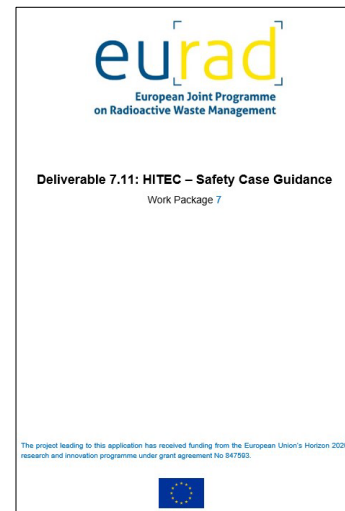 eurad
European Joint Programme
on Radioactive Waste Management
Deliverable 7.11: HITEC – Safety Case Guidance
Work Package 7
The project leading to this application has received funding from the European Union's Horizon 2020
research and innovation programme under grant agreement No 847593.